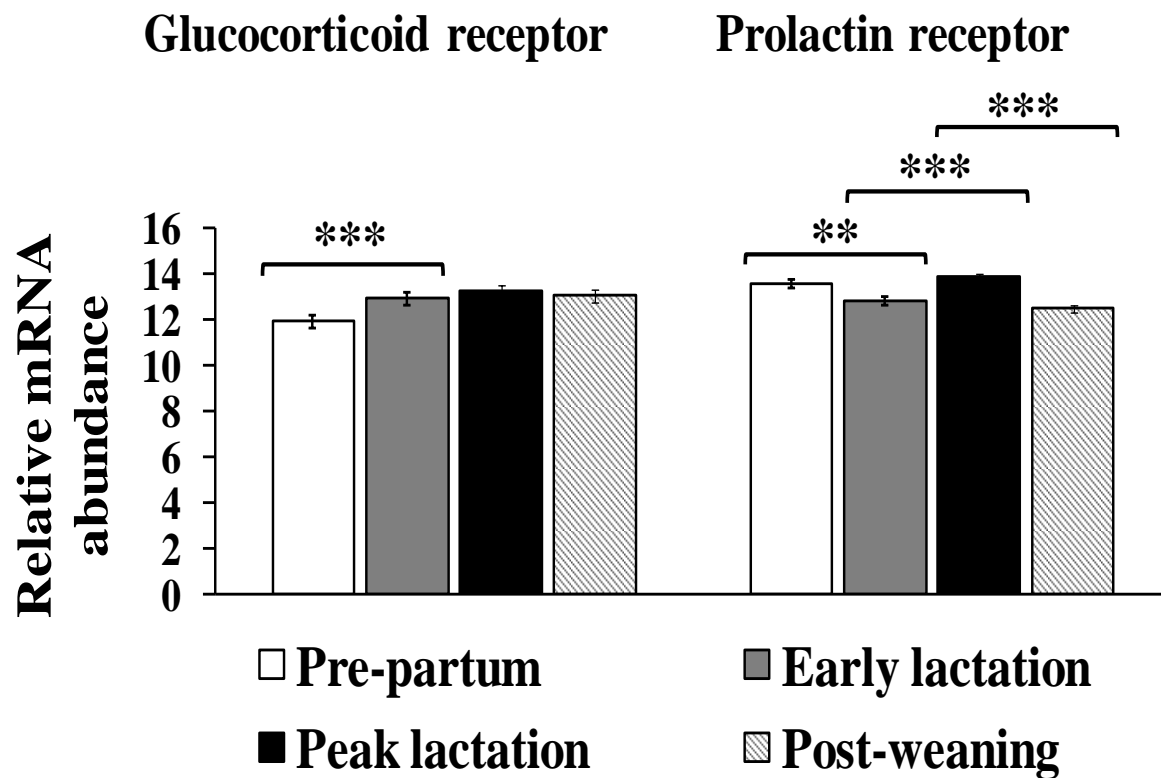 Glucocorticoid receptor
Prolactin receptor
***
***
***
**
Relative mRNA
abundance
16
14
12
10
8
6
4
2
0
Pre-partum
Early lactation
Peak lactation
Post-weaning